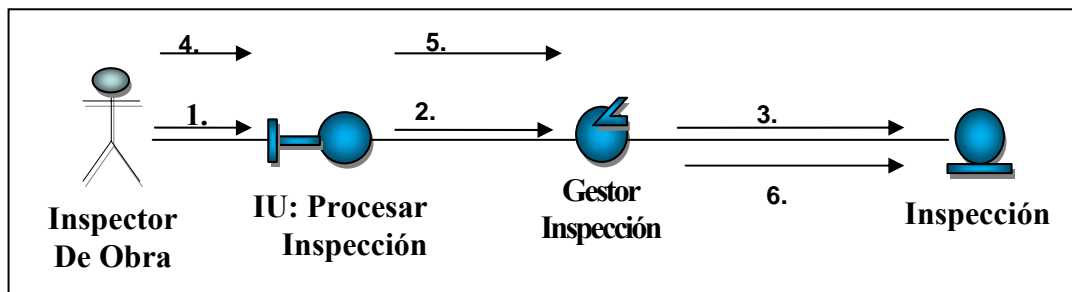 4.
5.
1.
2.
3.
6.
Inspector
De Obra
IU: Procesar
Inspección
Gestor
Inspección
Inspección